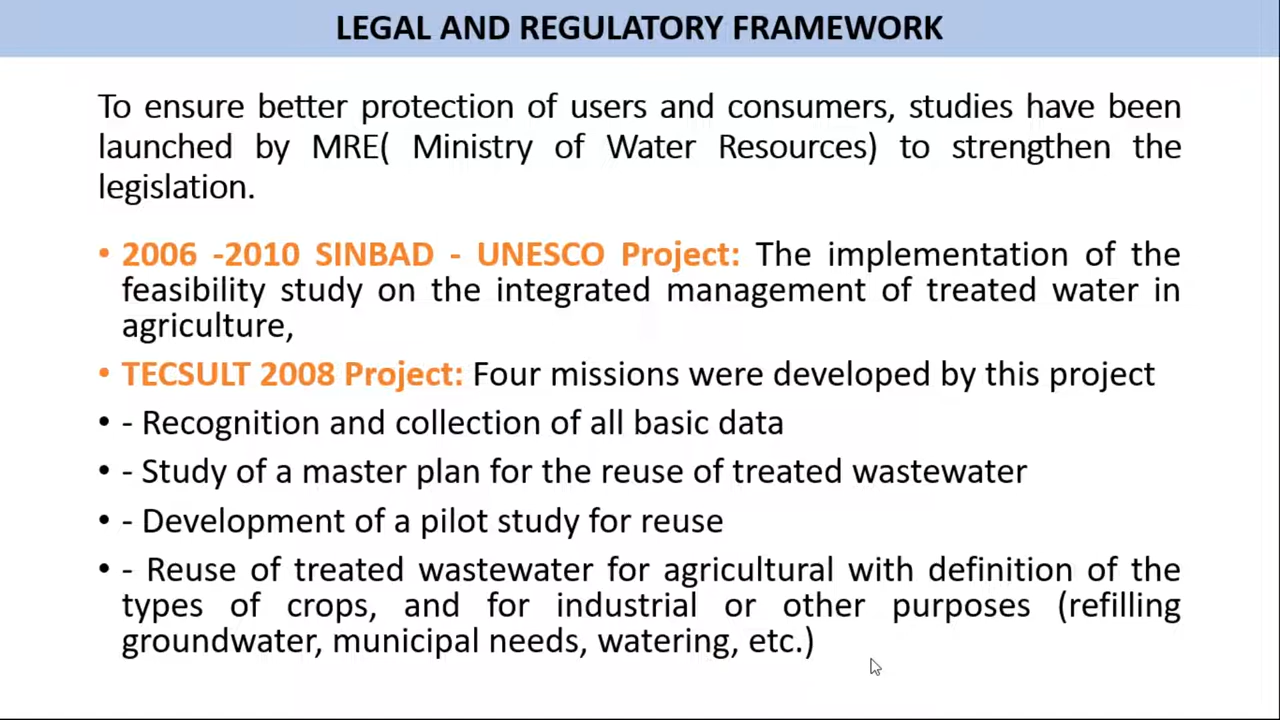 LEGAL AND REGULATORY FRAMEWORK
To ensure better protection of users and consumers, studies have been
launched by MRE( Ministry of Water Resources) to strengthen the
legislation.
• 2006 -2010 SINBAD - UNESCO Project: The implementation of the
feasibility study on the integrated management of treated water in
agriculture,
• TECSULT 2008 Project: Four missions were developed by this project
• - Recognition and collection of all basic data
• - Study of a master plan for the reuse of treated wastewater
• - Development of a pilot study for reuse
• - Reuse of treated wastewater for agricultural with definition of the
types of crops, and for industrial or other purposes (refilling
groundwater, municipal needs, watering, etc.)